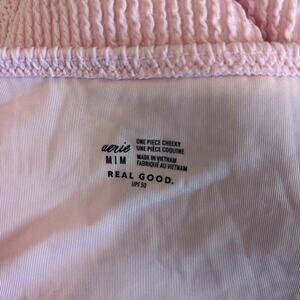 aerie ONE PIECE CHEEKY
UNE PIÈCE COQUINE
M | M MADE IN VIETNAM
FABRIQUÉ AU VIETNAM
REAL GOOD.
UPF 50